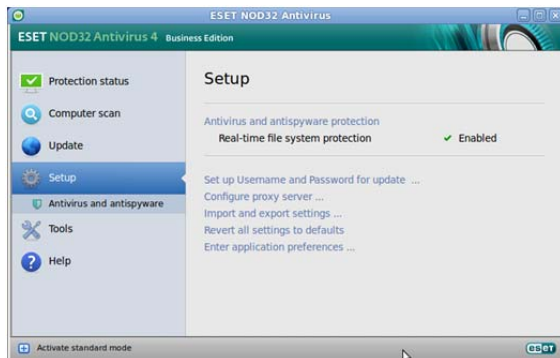 ESET NOD32 Antivirus
ESET NOD32 Antivirus 4 Business Edition
Protection status
Computer scan
Update
Setup
Antivirus and antispyware
Tools
Help
Setup
Antivirus and antispyware protection
Real-time file system protection ✔ Enabled
Set up Username and Password for update ...
Configure proxy server ...
Import and export settings ...
Revert all settings to defaults
Enter application preferences ...
Activate standard mode
eset